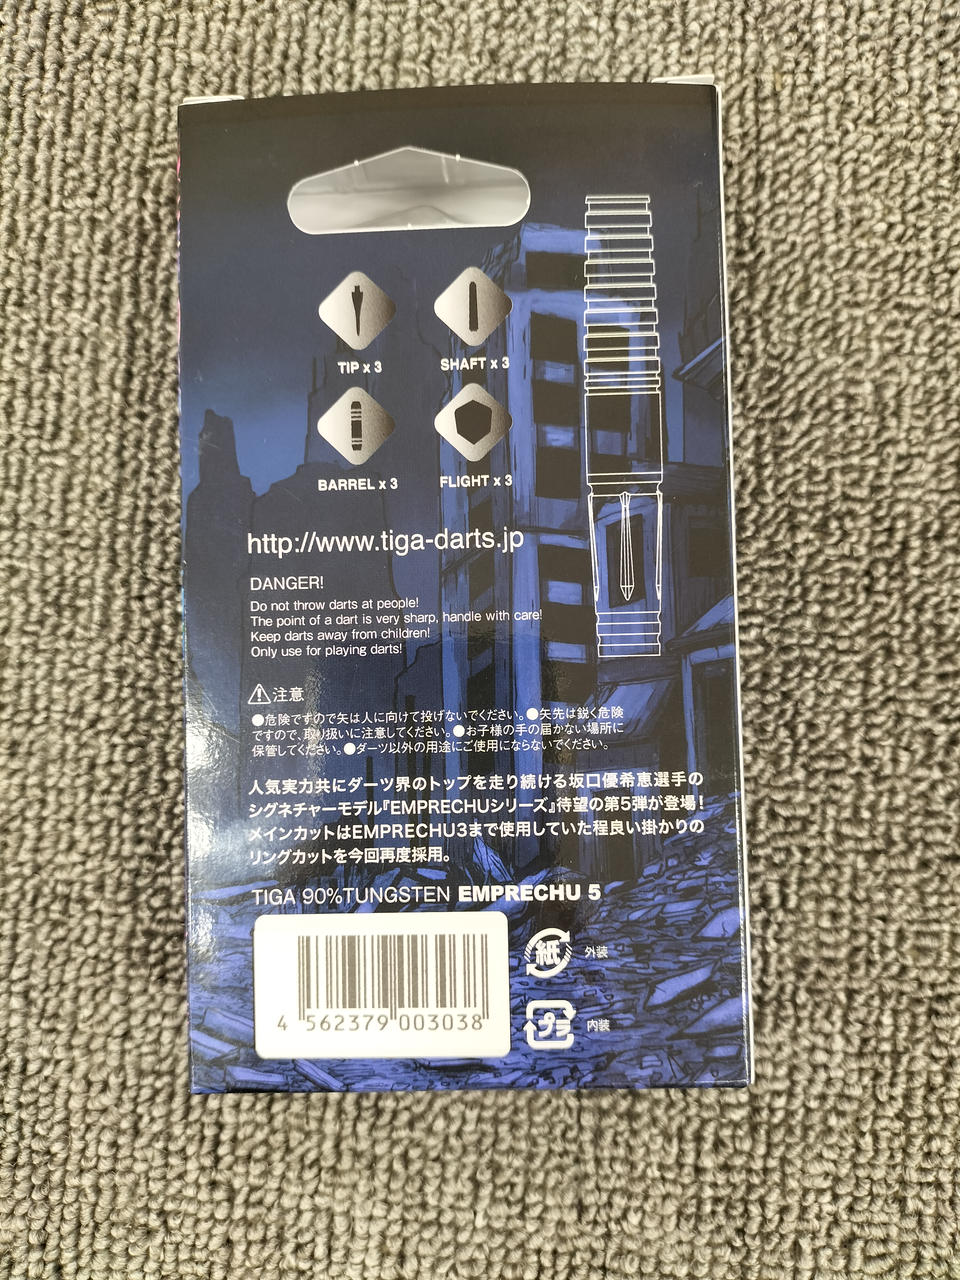 TIP x 3
SHAFT x 3
BARREL x 3
FLIGHT x 3
http://www.tiga-darts.jp
DANGER!
Do not throw darts at people!
The point of a dart is very sharp, handle with care!
Keep darts away from children!
Only use for playing darts!
注意
●危険ですので矢は人に向けて投げないでください。●矢先は鋭く危険
ですので、取り扱いに注意してください。●お子様の手の届かない場所に
保管してください。●ダーツ以外の用途にご使用にならないでください。
人気実力共にダーツ界のトップを走り続ける坂口優希恵選手の
シグネチャーモデル『EMPRECHUシリーズ』待望の第5弾が登場!
メインカットはEMPRECHU3まで使用していた程良い掛かりの
リングカットを今回再度採用。
TIGA 90%TUNGSTEN EMPRECHU 5
紙 外装
4 562379 003038
プラ 内装